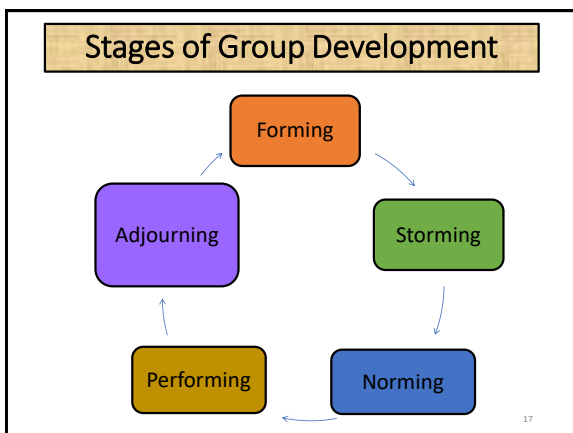 Stages of Group Development
Forming
Storming
Norming
Performing
Adjourning
17